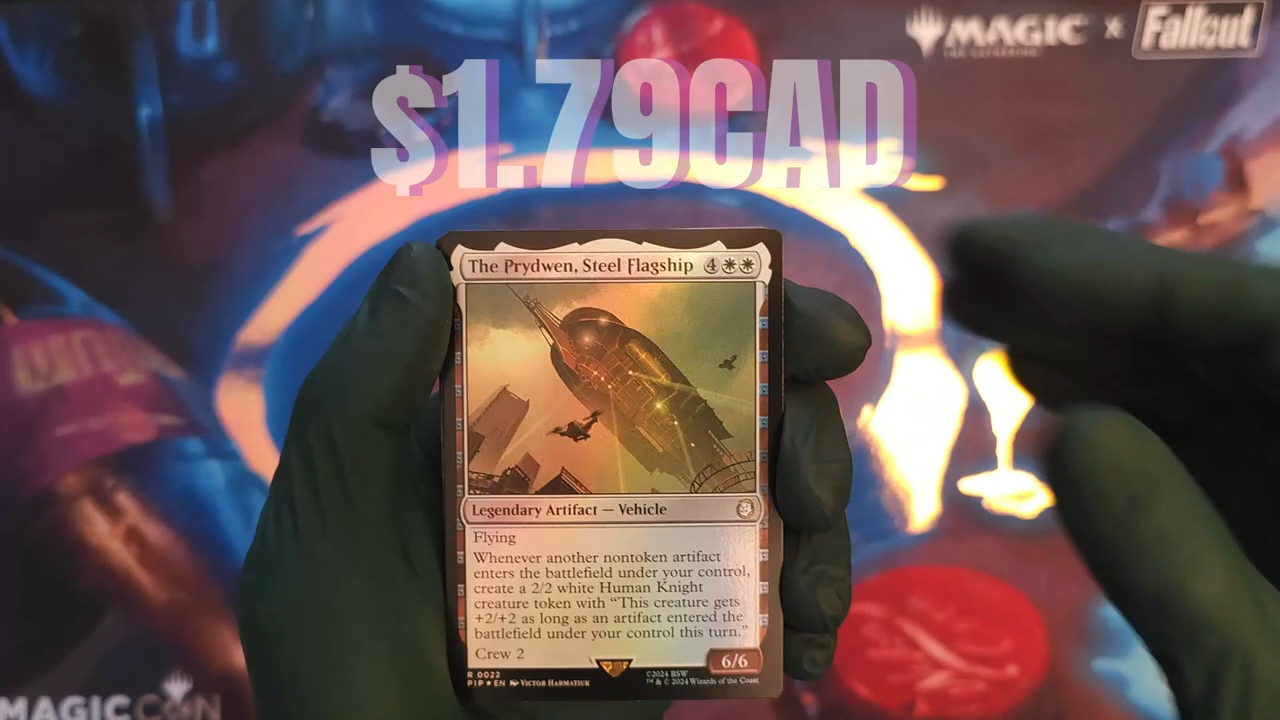 MAGIC x Fallout
THE GATHERING
$1.79CAD
The Prydwen, Steel Flagship 4
Legendary Artifact — Vehicle
Flying
Whenever another nontoken artifact
enters the battlefield under your control,
create a 2/2 white Human Knight
creature token with “This creature gets
+2/+2 as long as an artifact entered the
battlefield under your control this turn.”
Crew 2
6/6
R 0022
PIP ★ EN Victor Harmatiuk
©2024 BSW
™ & © 2024 Wizards of the Coast
MAGICCON